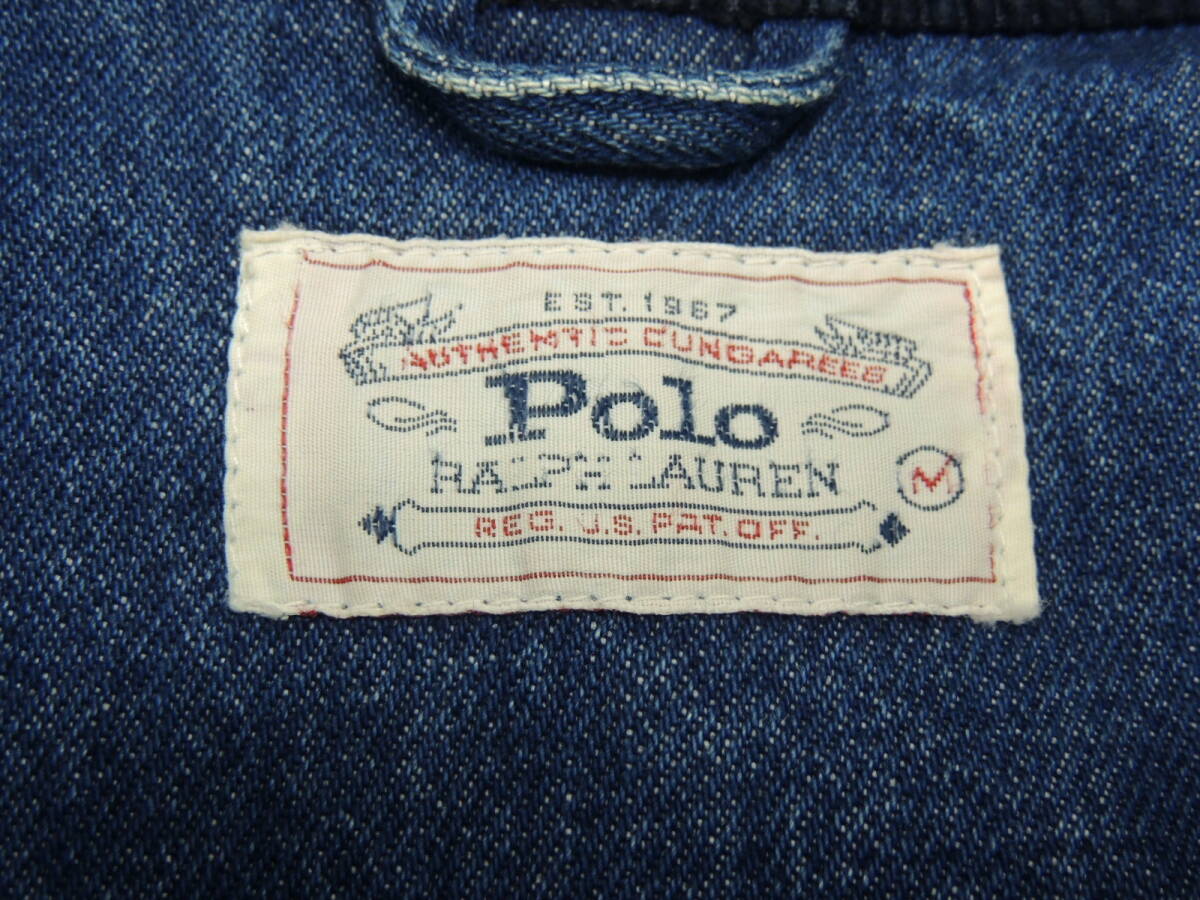 EST. 1967
AUTHENTIC DUNGAREES
Polo
RALPH LAUREN
M
REG. U.S. PAT. OFF.